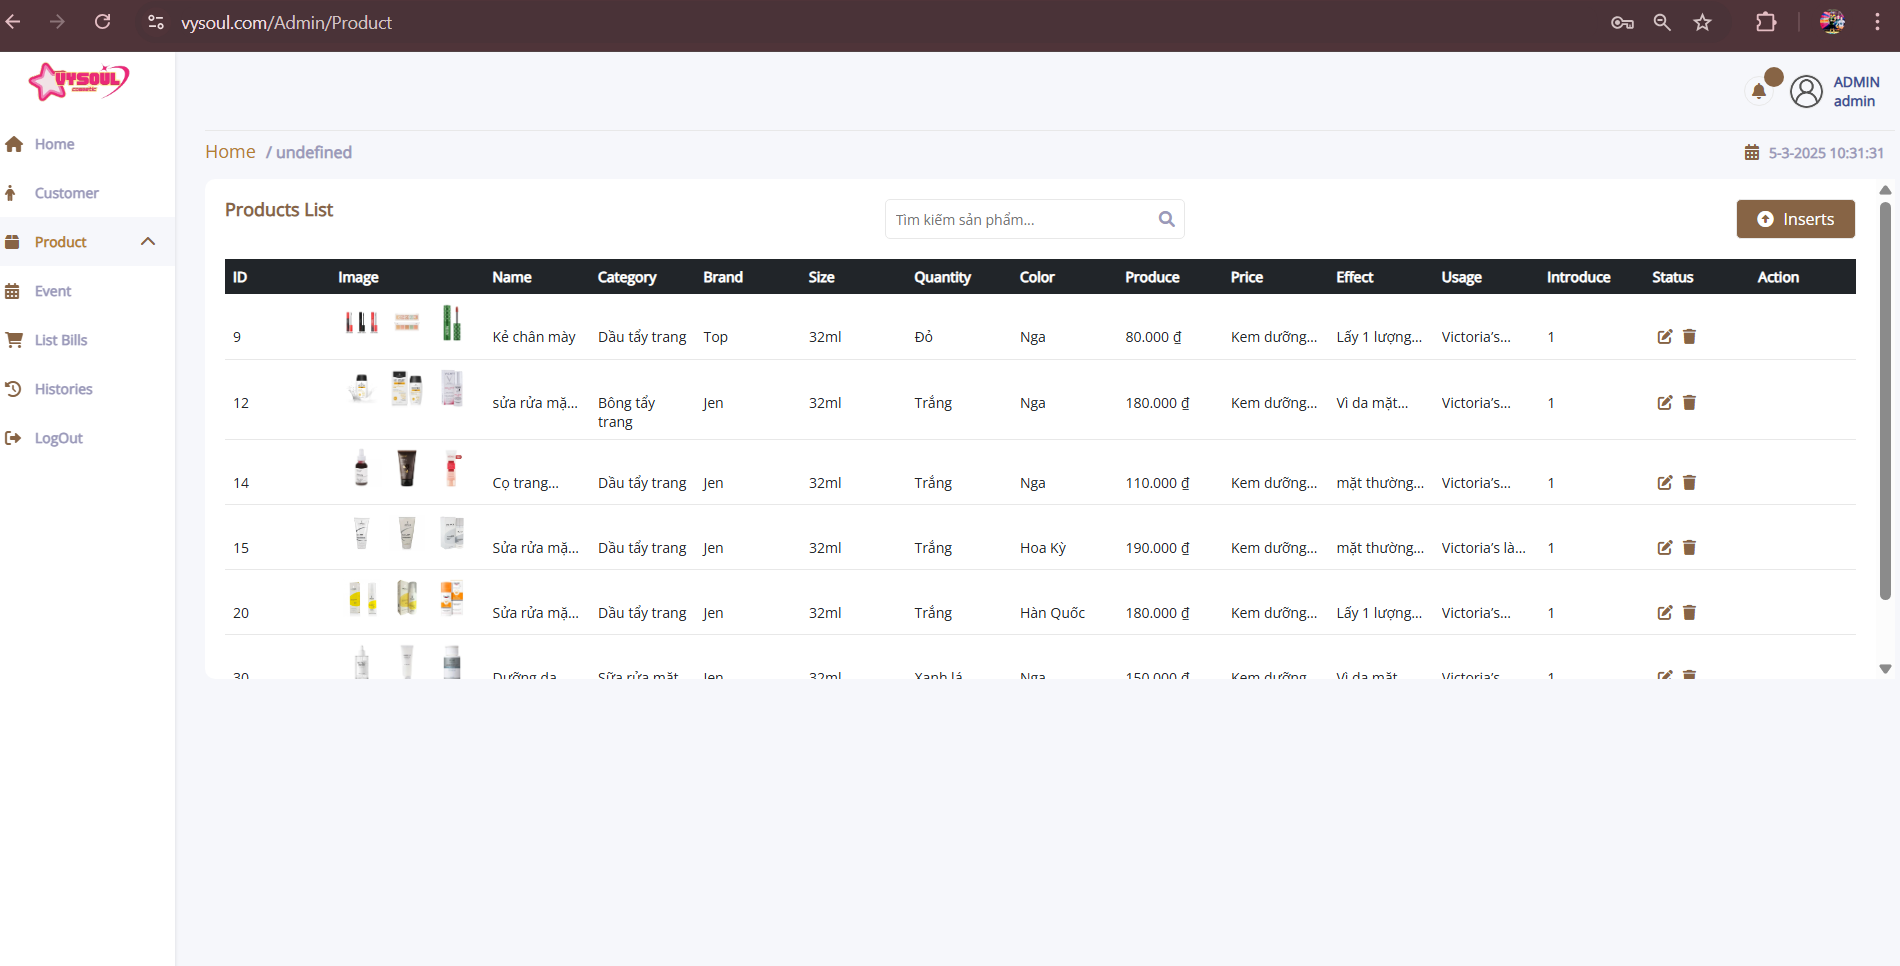 vysoul.com/Admin/Product
VYSOUL
cosmetic
ADMIN
admin
Home
Customer
Product
Event
List Bills
Histories
LogOut
Home / undefined
5-3-2025 10:31:31
Products List
Tìm kiếm sản phẩm...
Inserts
ID Image Name Category Brand Size Quantity Color Produce Price Effect Usage Introduce Status Action
9 Kẻ chân mày Dầu tẩy trang Top 32ml Đỏ Nga 80.000 ₫ Kem dưỡng... Lấy 1 lượng... Victoria’s... 1
12 sửa rửa mặ... Bông tẩy trang Jen 32ml Trắng Nga 180.000 ₫ Kem dưỡng... Vì da mặt... Victoria’s... 1
14 Cọ trang... Dầu tẩy trang Jen 32ml Trắng Nga 110.000 ₫ Kem dưỡng... mặt thường... Victoria’s... 1
15 Sửa rửa mặ... Dầu tẩy trang Jen 32ml Trắng Hoa Kỳ 190.000 ₫ Kem dưỡng... mặt thường... Victoria’s là... 1
20 Sửa rửa mặ... Dầu tẩy trang Jen 32ml Trắng Hàn Quốc 180.000 ₫ Kem dưỡng... Lấy 1 lượng... Victoria’s... 1
30 Dưỡng da... Sữa rửa mặt Jen 32ml Xanh lá Nga 150.000 ₫ Kem dưỡng... Vì da mặt... Victoria’s... 1